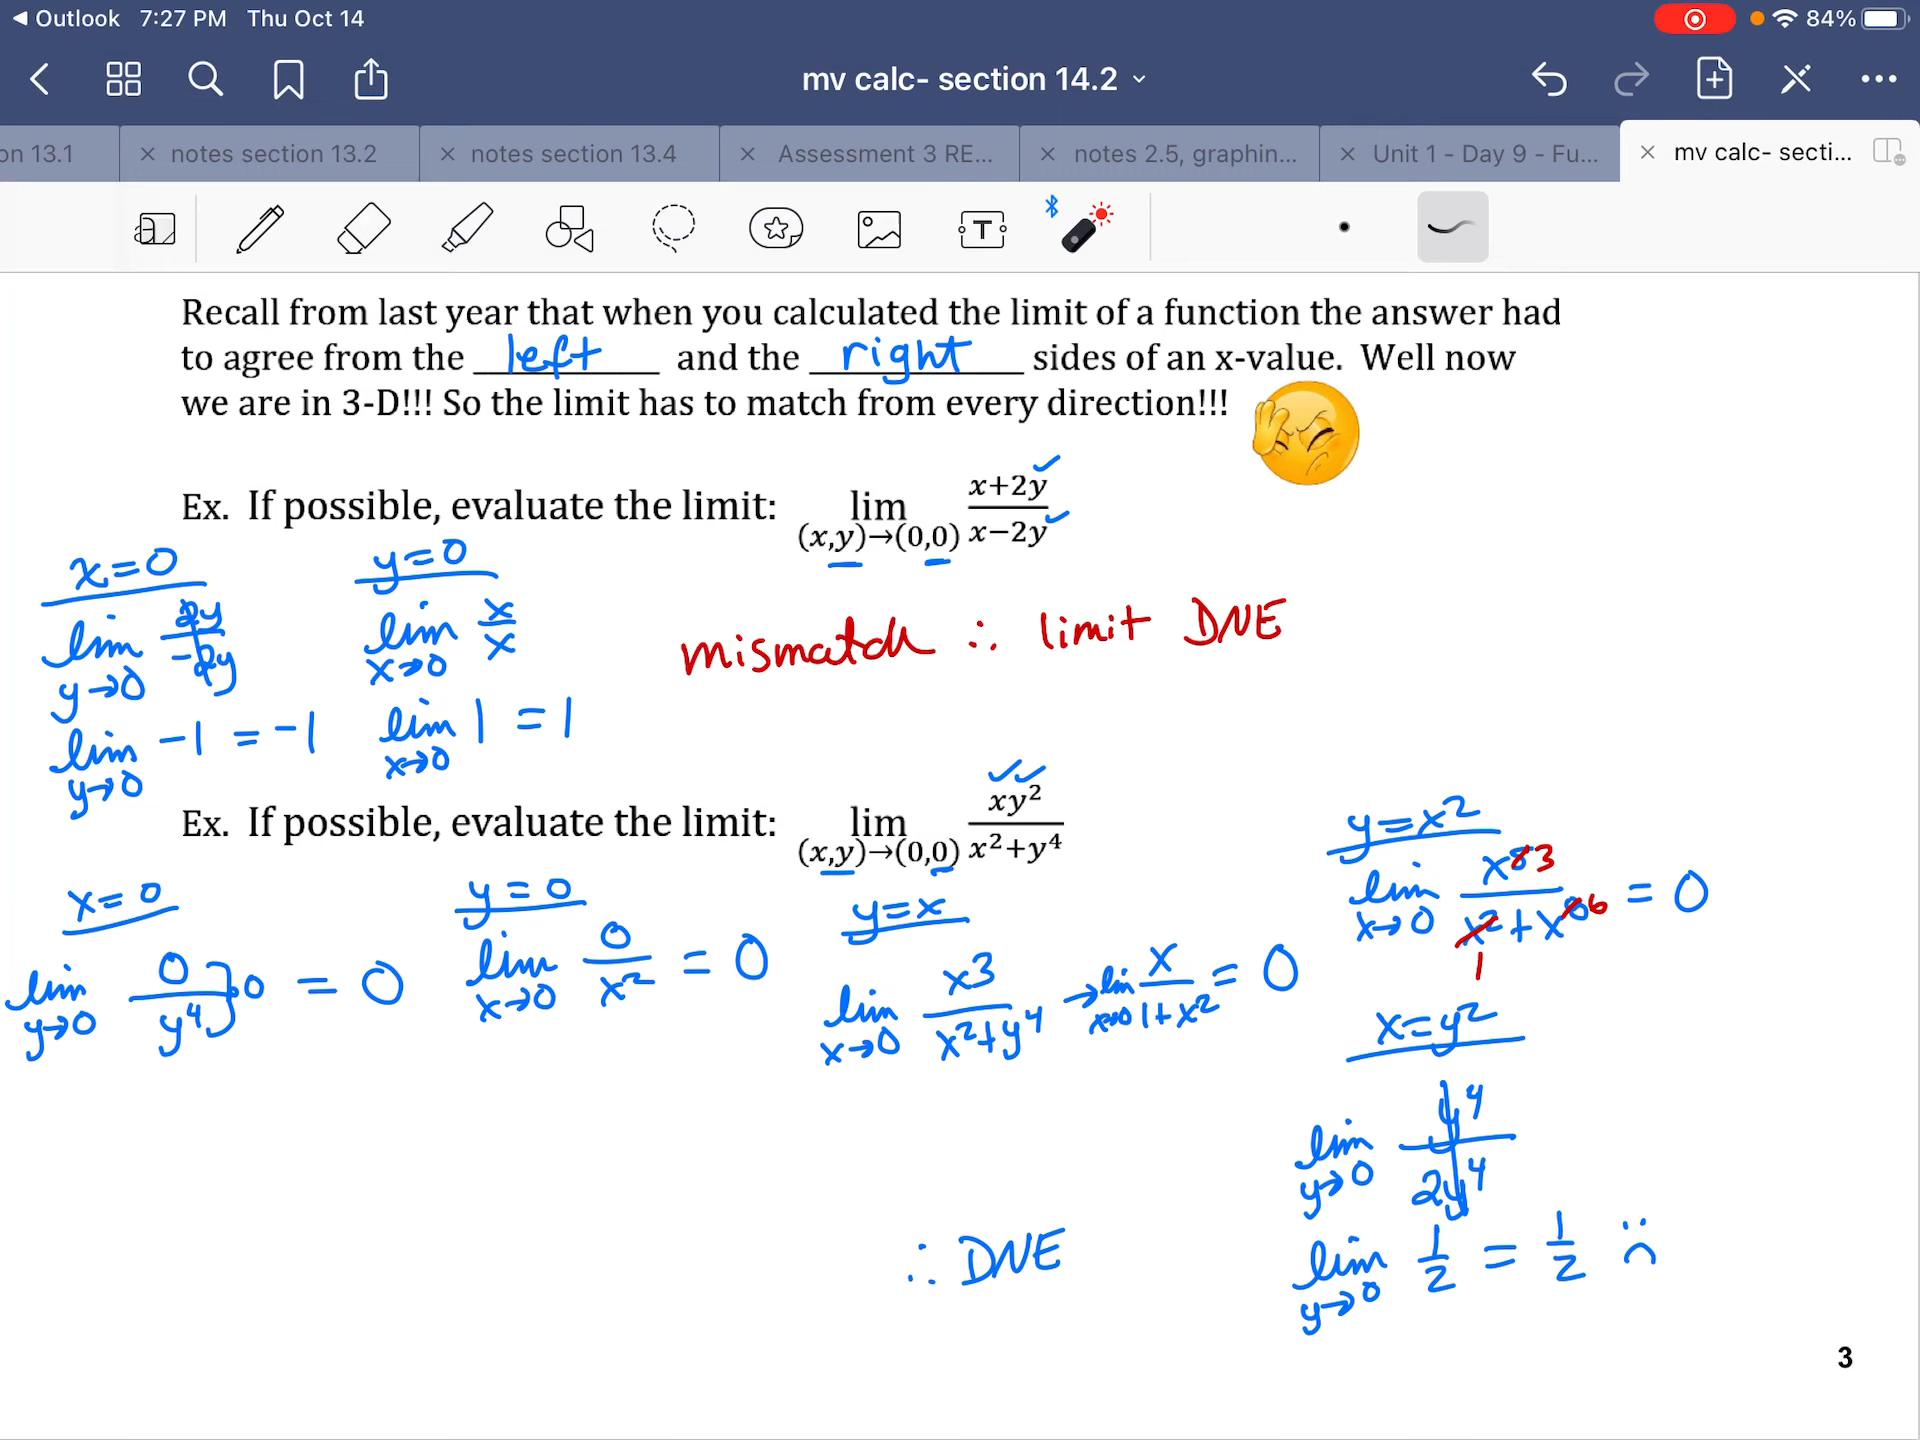 Outlook 7:27 PM Thu Oct 14 84%
mv calc- section 14.2
on 13.1 notes section 13.2 notes section 13.4 Assessment 3 RE... notes 2.5, graphin... Unit 1 - Day 9 - Fu... mv calc- secti...
Recall from last year that when you calculated the limit of a function the answer had
to agree from the left and the right sides of an x-value. Well now
we are in 3-D!!! So the limit has to match from every direction!!!
Ex. If possible, evaluate the limit: lim (x,y)→(0,0) x+2y / x−2y
x=0
lim y→0 2y / −2y
lim y→0 −1 = −1
y=0
lim x→0 x / x
lim x→0 1 = 1
mismatch ∴ limit DNE
Ex. If possible, evaluate the limit: lim (x,y)→(0,0) xy² / x²+y⁴
x=0
lim y→0 0 / y⁴ }0 = 0
y=0
lim x→0 0 / x² = 0
y=x
lim x→0 x3 / x²+y⁴ → lim x→0 x / 1+x² = 0
y=x²
lim x→0 x⁵ 3 / x² 1 + x⁸ 6 = 0
x=y²
lim y→0 y⁴ / 2y⁴
lim y→0 1/2 = 1/2
∴ DNE
3